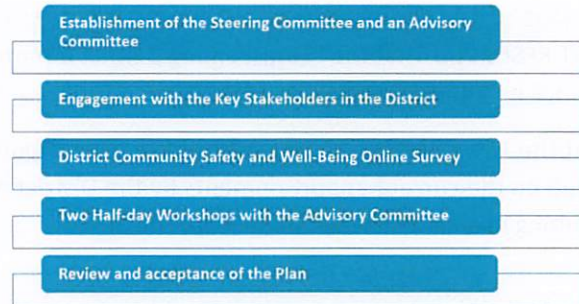 Establishment of the Steering Committee and an Advisory
Committee
Engagement with the Key Stakeholders in the District
District Community Safety and Well-Being Online Survey
Two Half-day Workshops with the Advisory Committee
Review and acceptance of the Plan